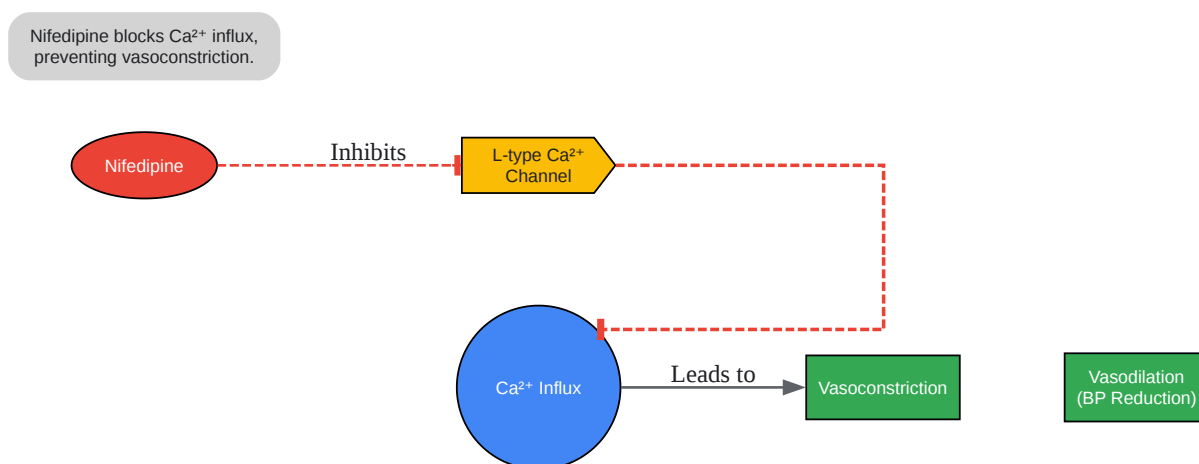 Nifedipine blocks Ca²⁺ influx,
preventing vasoconstriction.
Nifedipine
Inhibits
L-type Ca²⁺
Channel
Ca²⁺ Influx
Leads to
Vasoconstriction
Vasodilation
(BP Reduction)